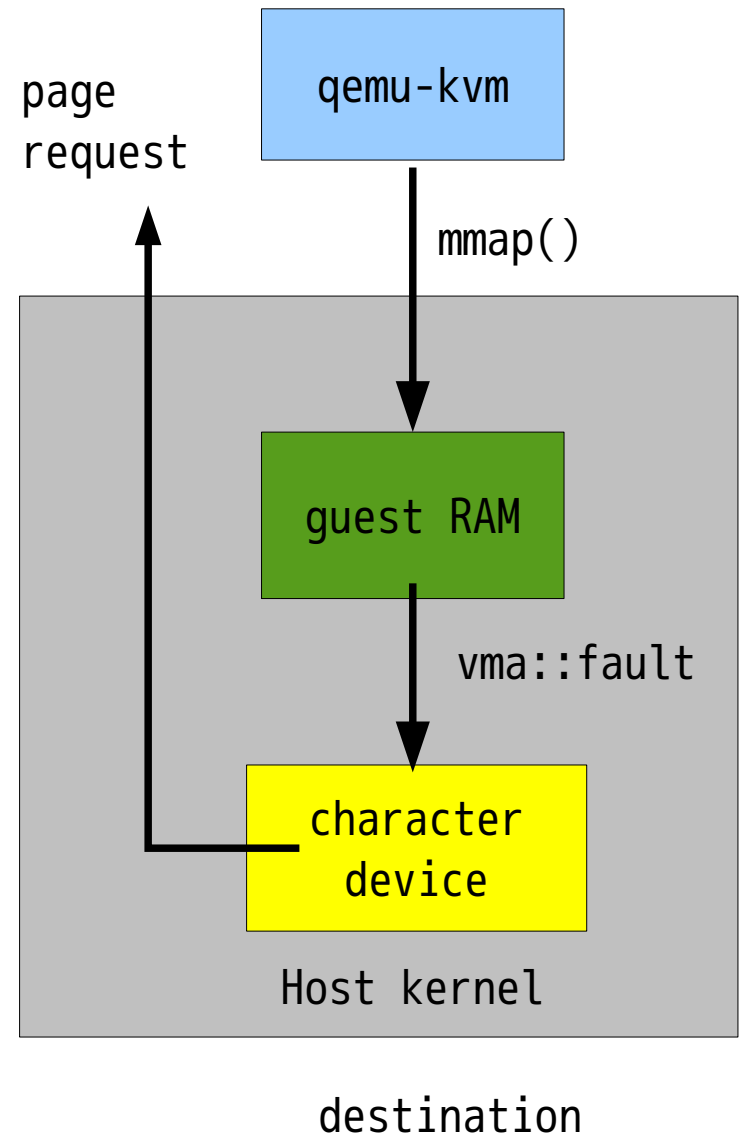 qemu-kvm
page
request
mmap()
guest RAM
vma::fault
character
device
Host kernel
destination